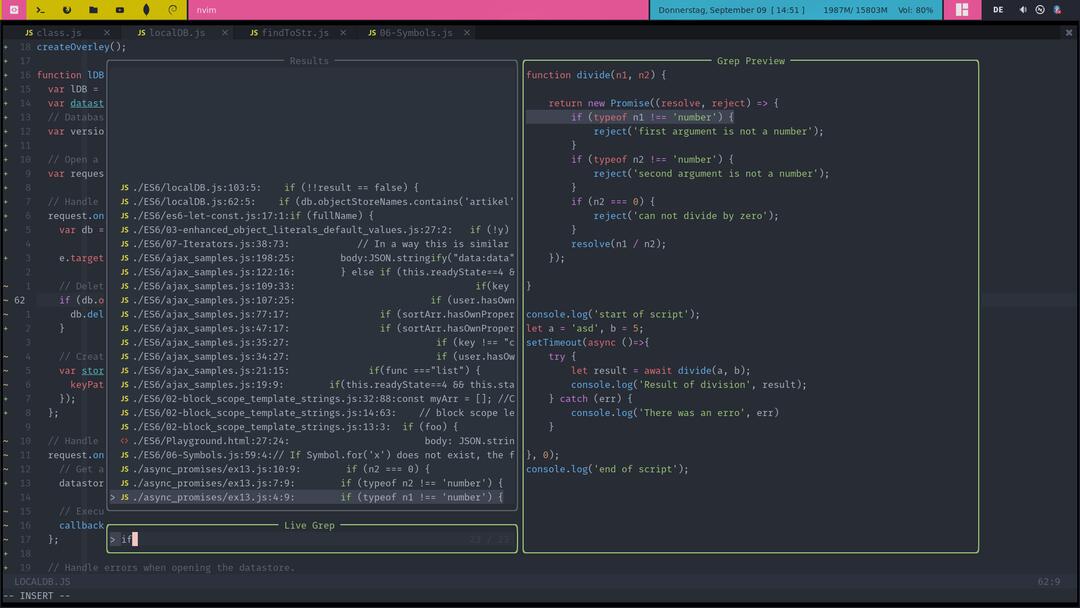 nvim
Donnerstag, September 09 [ 14:51 ] 1987M/ 15803M Vol: 80%
DE
class.js localDB.js findToStr.js 06-Symbols.js
+ 18 createOverley();
+ 17
+ 16 function lDB
+ 15 var lDB =
+ 14 var datast
+ 13 // Databas
+ 12 var versio
+ 11
+ 10 // Open a
+ 9 var reques
+ 8
+ 7 // Handle
+ 6 request.on
+ 5 var db =
4
+ 3 e.target
2
~ 1 // Delet
~ 62 if (db.o
~ 1 db.del
+ 2 }
3
~ 4 // Creat
~ 5 var stor
~ 6 keyPat
+ 7 });
+ 8 };
9
~ 10 // Handle
~ 11 request.on
+ 12 // Get a
+ 13 datastor
14
~ 15 // Execu
~ 16 callback
~ 17 };
+ 18
+ 19 // Handle errors when opening the datastore.
Results
JS ./ES6/localDB.js:103:5: if (!!result == false) {
JS ./ES6/localDB.js:62:5: if (db.objectStoreNames.contains('artikel'
JS ./ES6/es6-let-const.js:17:1:if (fullName) {
JS ./ES6/03-enhanced_object_literals_default_values.js:27:2: if (!y)
JS ./ES6/07-Iterators.js:38:73: // In a way this is similar
JS ./ES6/ajax_samples.js:198:25: body:JSON.stringify("data:data"
JS ./ES6/ajax_samples.js:122:16: } else if (this.readyState==4 &
JS ./ES6/ajax_samples.js:109:33: if(key
JS ./ES6/ajax_samples.js:107:25: if (user.hasOwn
JS ./ES6/ajax_samples.js:77:17: if (sortArr.hasOwnProper
JS ./ES6/ajax_samples.js:47:17: if (sortArr.hasOwnProper
JS ./ES6/ajax_samples.js:35:27: if (key !== "c
JS ./ES6/ajax_samples.js:34:27: if (user.hasOw
JS ./ES6/ajax_samples.js:21:15: if(func ==="list") {
JS ./ES6/ajax_samples.js:19:9: if(this.readyState==4 && this.sta
JS ./ES6/02-block_scope_template_strings.js:32:88:const myArr = []; //C
JS ./ES6/02-block_scope_template_strings.js:14:63: // block scope le
JS ./ES6/02-block_scope_template_strings.js:13:3: if (foo) {
<> ./ES6/Playground.html:27:24: body: JSON.strin
JS ./ES6/06-Symbols.js:59:4:// If Symbol.for('x') does not exist, the f
JS ./async_promises/ex13.js:10:9: if (n2 === 0) {
JS ./async_promises/ex13.js:7:9: if (typeof n2 !== 'number') {
> JS ./async_promises/ex13.js:4:9: if (typeof n1 !== 'number') {
Live Grep
> if 23 / 23
Grep Preview
function divide(n1, n2) {
return new Promise((resolve, reject) => {
if (typeof n1 !== 'number') {
reject('first argument is not a number');
}
if (typeof n2 !== 'number') {
reject('second argument is not a number');
}
if (n2 === 0) {
reject('can not divide by zero');
}
resolve(n1 / n2);
});
}
console.log('start of script');
let a = 'asd', b = 5;
setTimeout(async ()=>{
try {
let result = await divide(a, b);
console.log('Result of division', result);
} catch (err) {
console.log('There was an erro', err)
}
}, 0);
console.log('end of script');
LOCALDB.JS 62:9
-- INSERT --